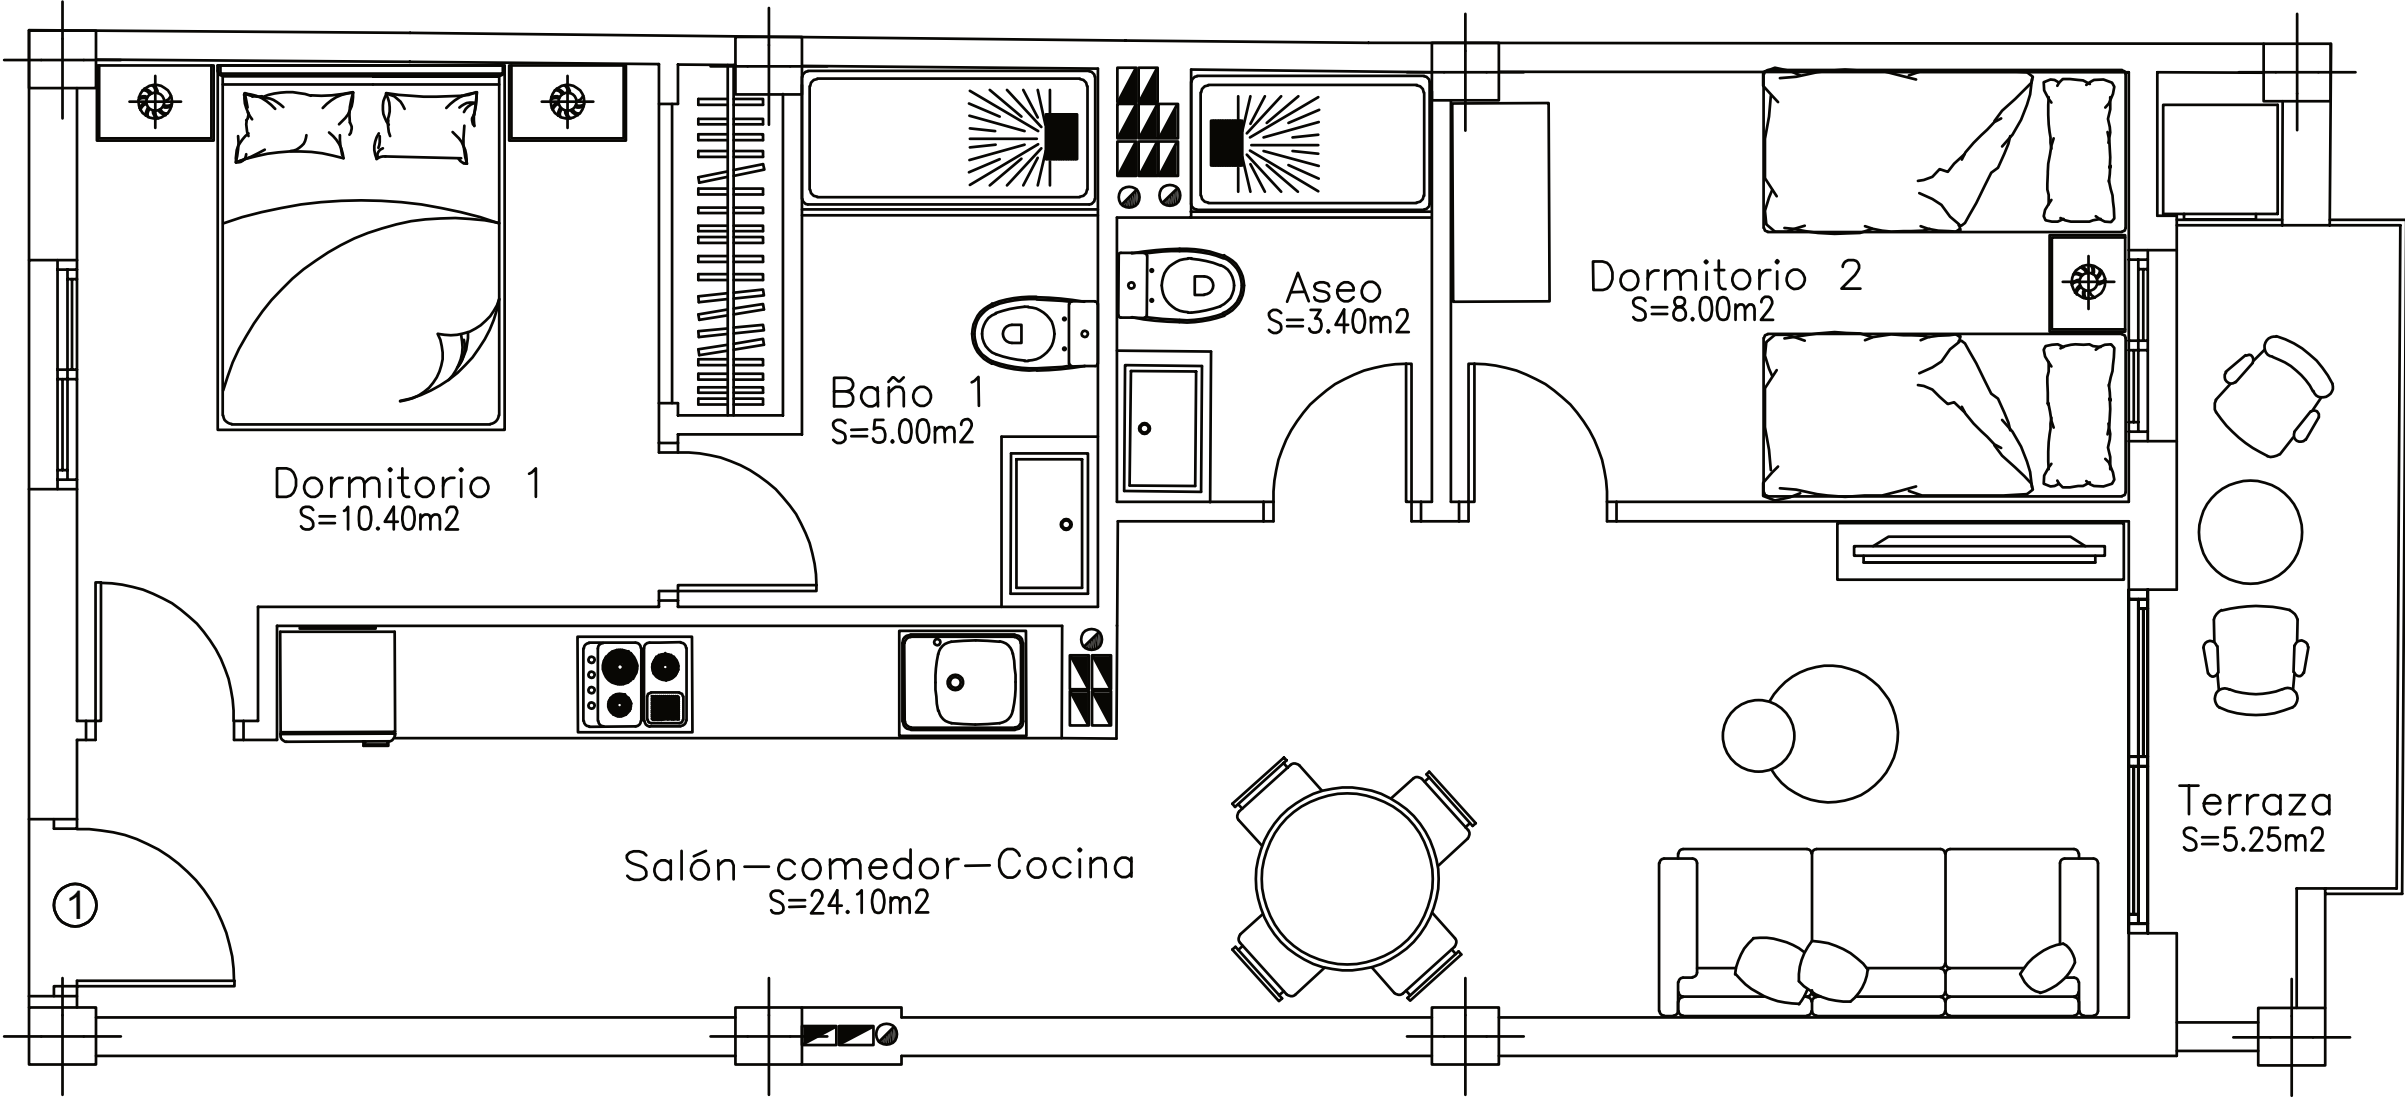 Dormitorio 1
S=10.40m2
Baño 1
S=5.00m2
Aseo
S=3.40m2
Dormitorio 2
S=8.00m2
Terraza
S=5.25m2
Salón-comedor-Cocina
S=24.10m2
1